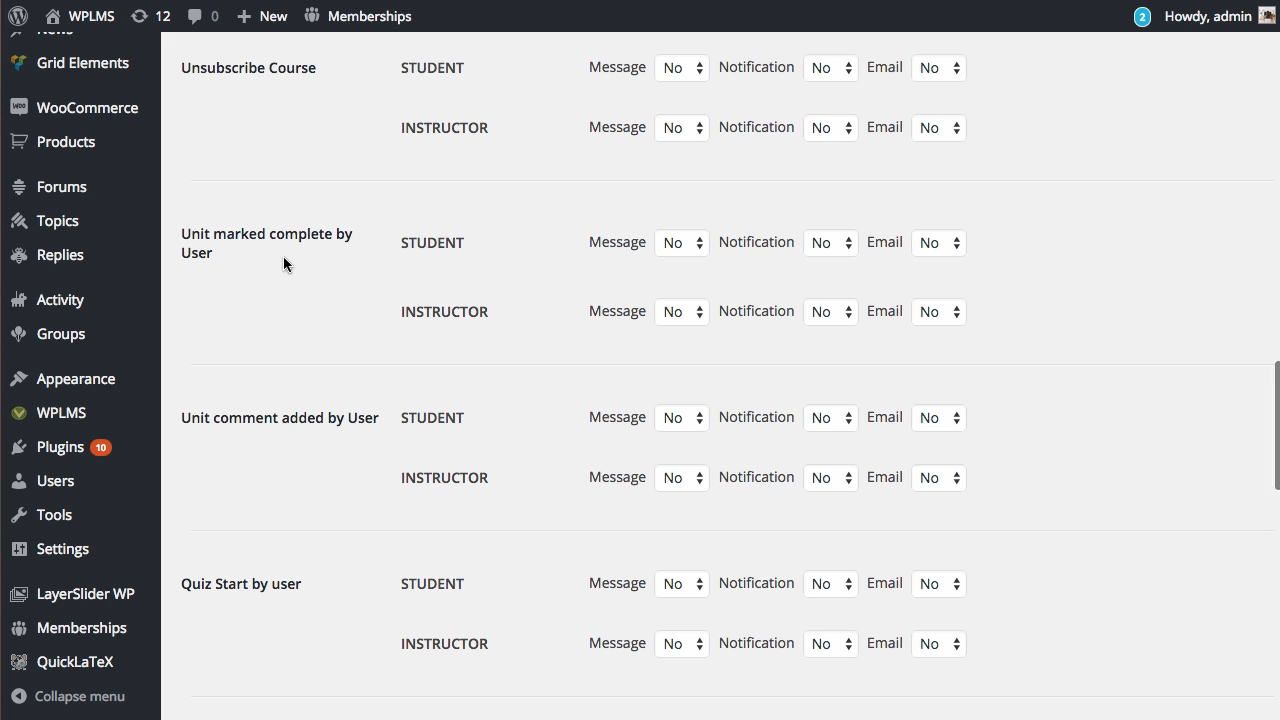 WPLMS 12 0 New Memberships 2 Howdy, admin
News
Grid Elements
WooCommerce
Products
Forums
Topics
Replies
Activity
Groups
Appearance
WPLMS
Plugins 10
Users
Tools
Settings
LayerSlider WP
Memberships
QuickLaTeX
Collapse menu
Unsubscribe Course STUDENT Message No Notification No Email No
INSTRUCTOR Message No Notification No Email No
Unit marked complete by
User
STUDENT Message No Notification No Email No
INSTRUCTOR Message No Notification No Email No
Unit comment added by User STUDENT Message No Notification No Email No
INSTRUCTOR Message No Notification No Email No
Quiz Start by user STUDENT Message No Notification No Email No
INSTRUCTOR Message No Notification No Email No